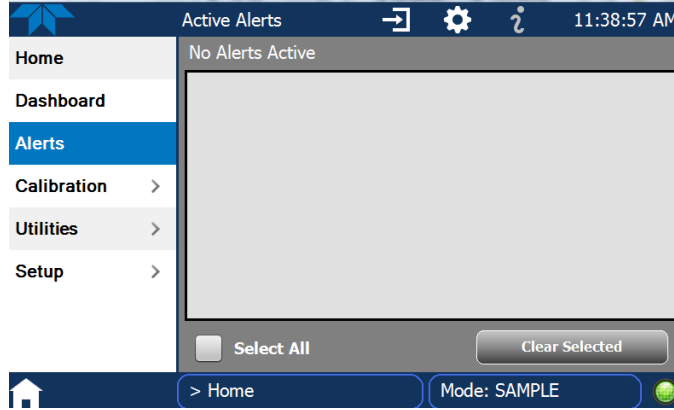 Active Alerts
11:38:57 AM
Home
No Alerts Active
Dashboard
Alerts
Calibration >
Utilities >
Setup >
Select All
Clear Selected
> Home
Mode: SAMPLE